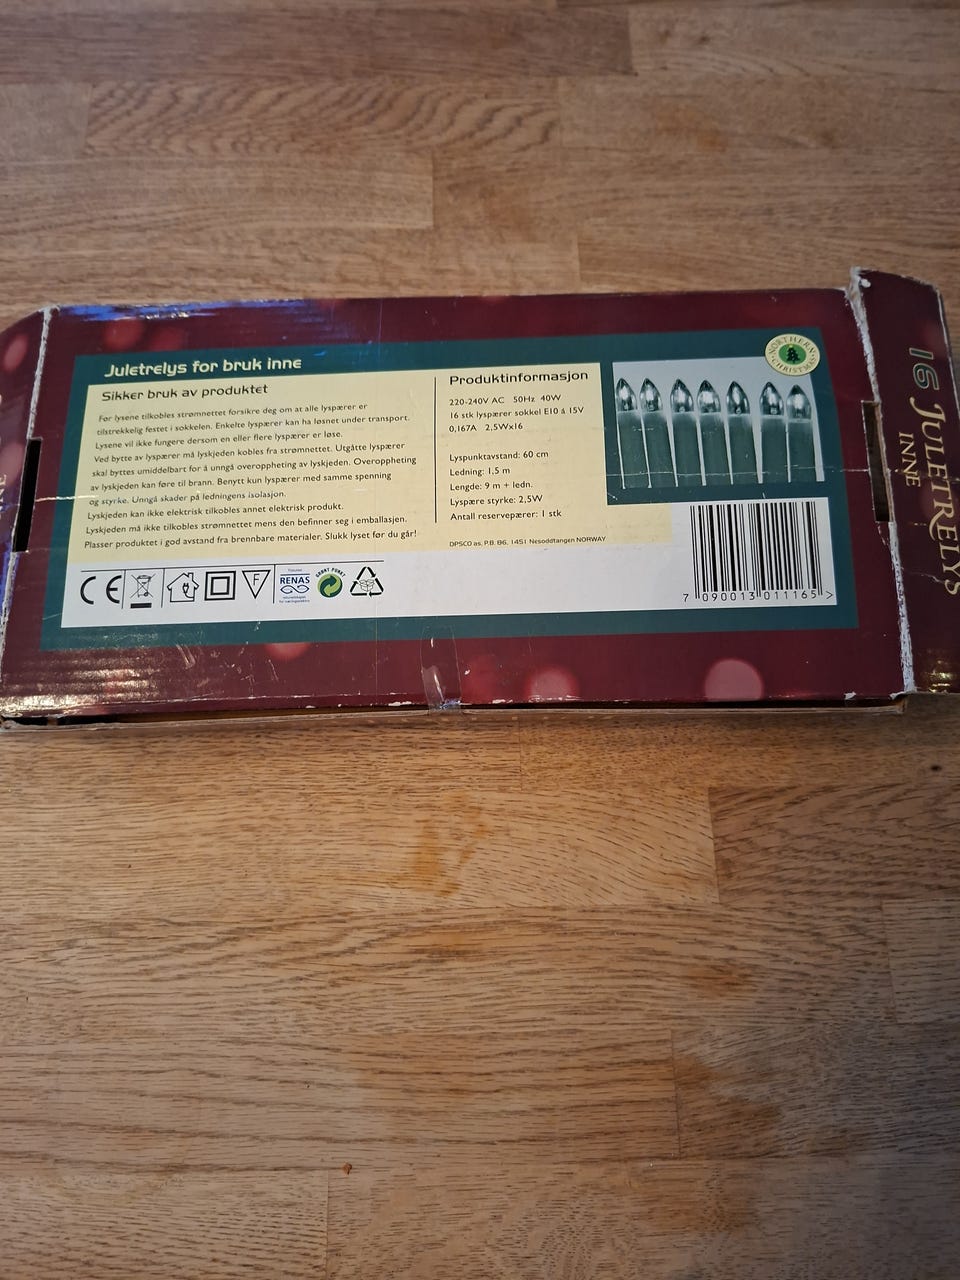 Juletrelys for bruk inne
Sikker bruk av produktet
Før lysene tilkobles strømnettet forsikre deg om at alle lyspærer er
tilstrekkelig festet i sokkelen. Enkelte lyspærer kan ha løsnet under transport.
Lysene vil ikke fungere dersom en eller flere lyspærer er løse.
Ved bytte av lyspærer må lyskjeden kobles fra strømnettet. Utgåtte lyspærer
skal byttes umiddelbart for å unngå overoppheting av lyskjeden. Overoppheting
av lyskjeden kan føre til brann. Benytt kun lyspærer med samme spenning
og styrke. Unngå skader på ledningens isolasjon.
Lyskjeden kan ikke elektrisk tilkobles annet elektrisk produkt.
Lyskjeden må ikke tilkobles strømnettet mens den befinner seg i emballasjen.
Plasser produktet i god avstand fra brennbare materialer. Slukk lyset før du går!
Produktinformasjon
220-240V AC 50Hz 40W
16 stk lyspærer sokkel E10 á 15V
0,167A 2,5Wx16
Lyspunktavstand: 60 cm
Ledning: 1,5 m
Lengde: 9 m + ledn.
Lyspære styrke: 2,5W
Antall reservepærer: 1 stk
DPSCO as, P.B. 86, 1451 Nesoddtangen NORWAY
NORTHERN CHRISTMAS
CE
F
RENAS
GRØNT PUNKT
7 090013 011165 >
16 JULETRELYS
INNE